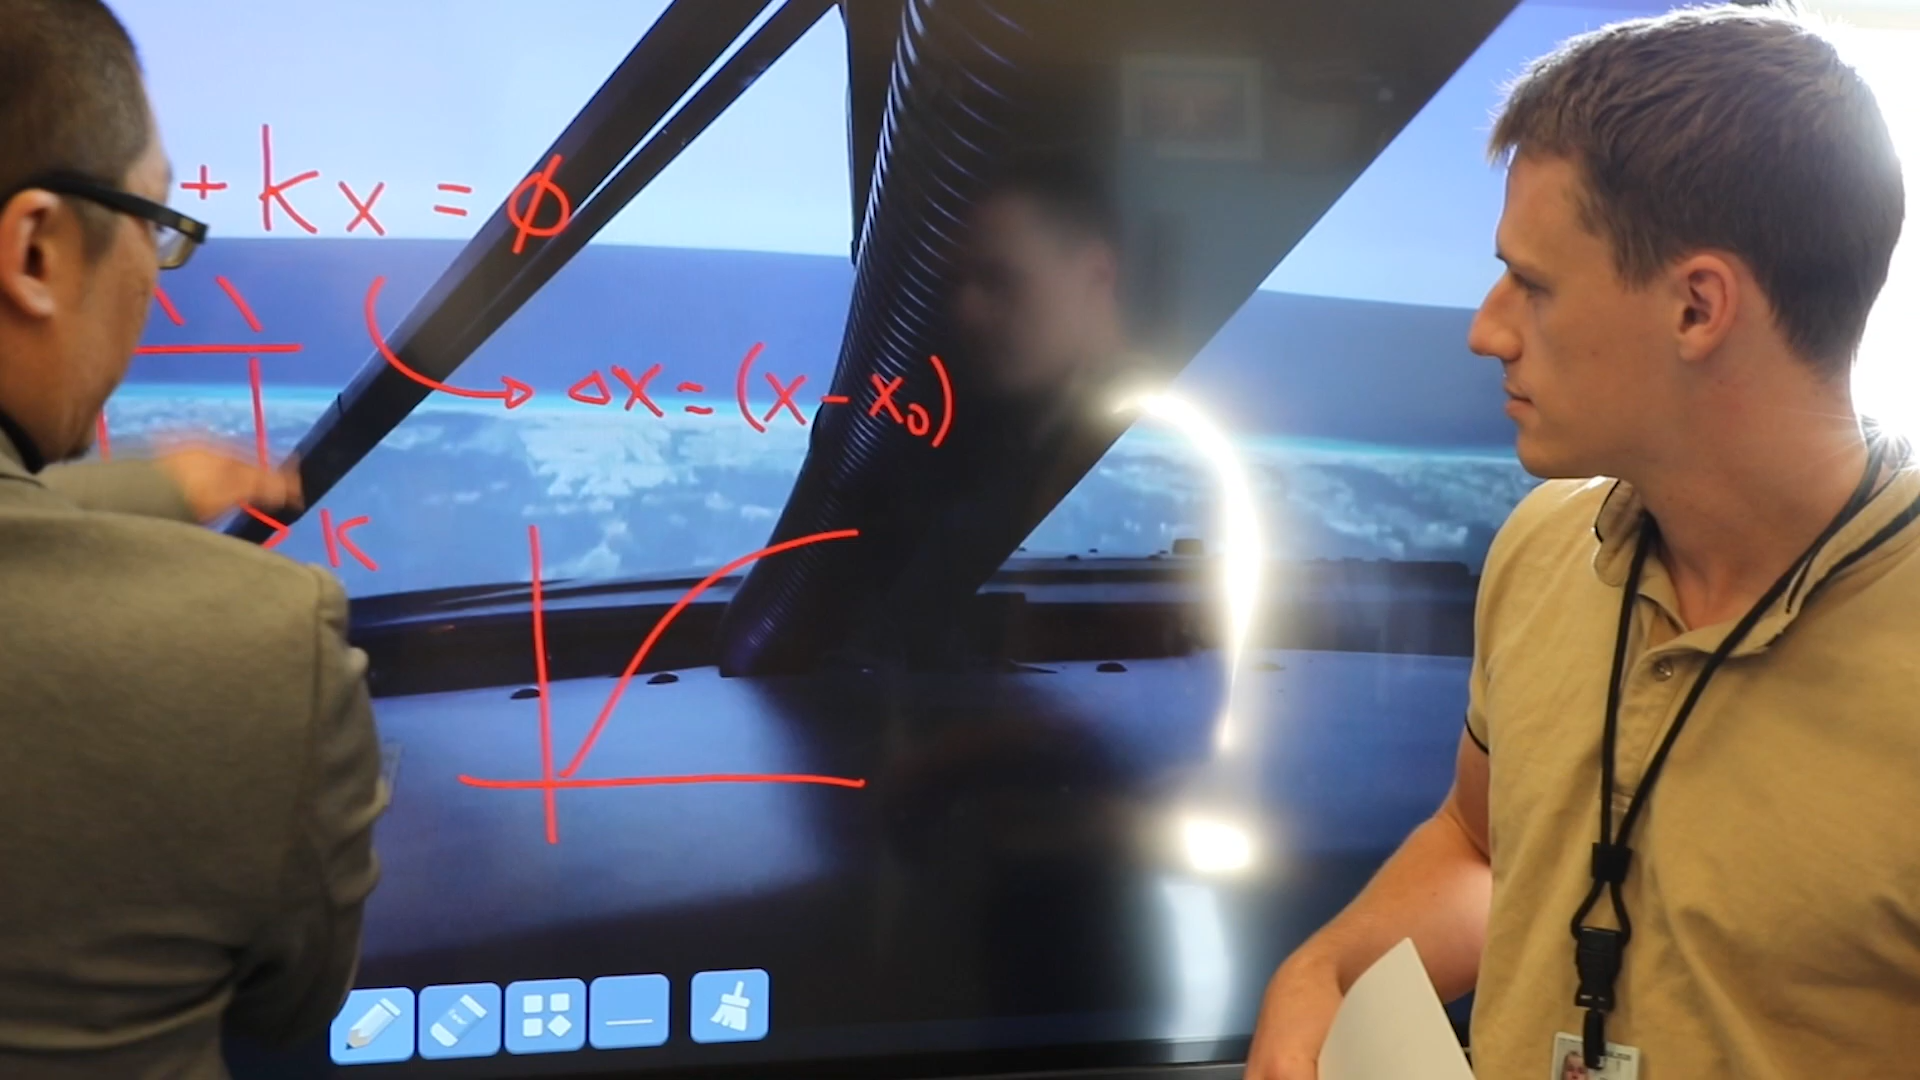 + kx = ϕ
Δx = (x - x₀)
k